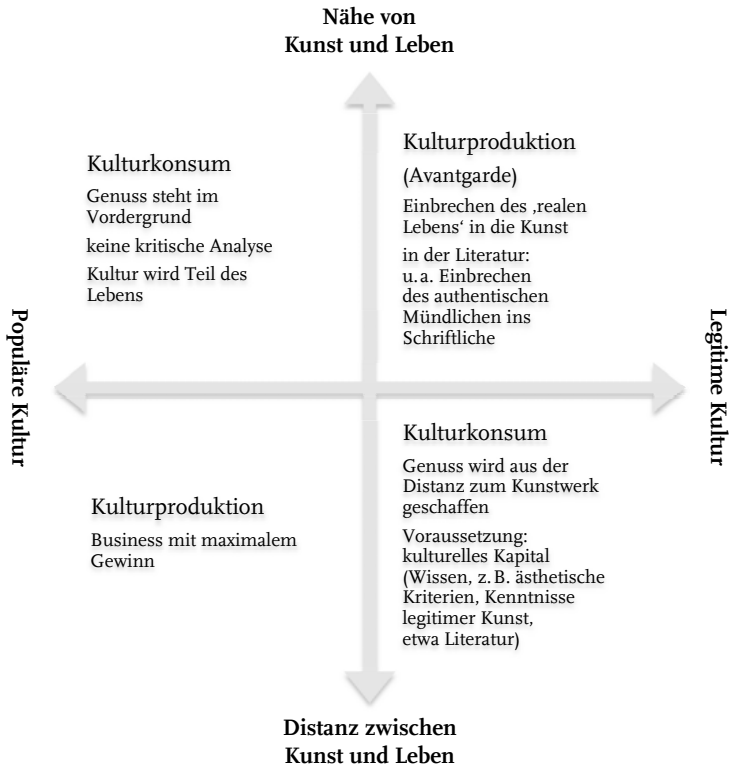 Nähe von
Kunst und Leben
Kulturkonsum
Genuss steht im
Vordergrund
keine kritische Analyse
Kultur wird Teil des
Lebens
Kulturproduktion
(Avantgarde)
Einbrechen des ‚realen
Lebens‘ in die Kunst
in der Literatur:
u. a. Einbrechen
des authentischen
Mündlichen ins
Schriftliche
Populäre Kultur
Legitime Kultur
Kulturproduktion
Business mit maximalem
Gewinn
Kulturkonsum
Genuss wird aus der
Distanz zum Kunstwerk
geschaffen
Voraussetzung:
kulturelles Kapital
(Wissen, z. B. ästhetische
Kriterien, Kenntnisse
legitimer Kunst,
etwa Literatur)
Distanz zwischen
Kunst und Leben